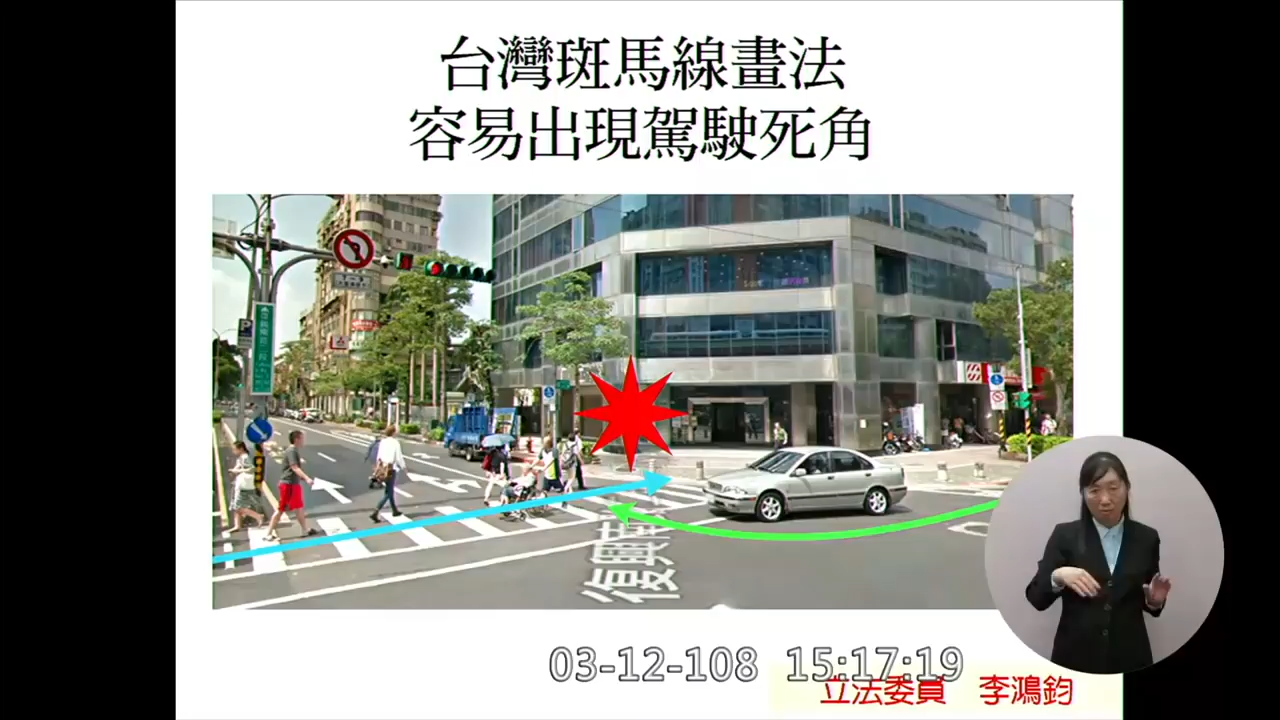 台灣斑馬線畫法
容易出現駕駛死角
復興南
03-12-108 15:17:19
立法委員 李鴻鈞